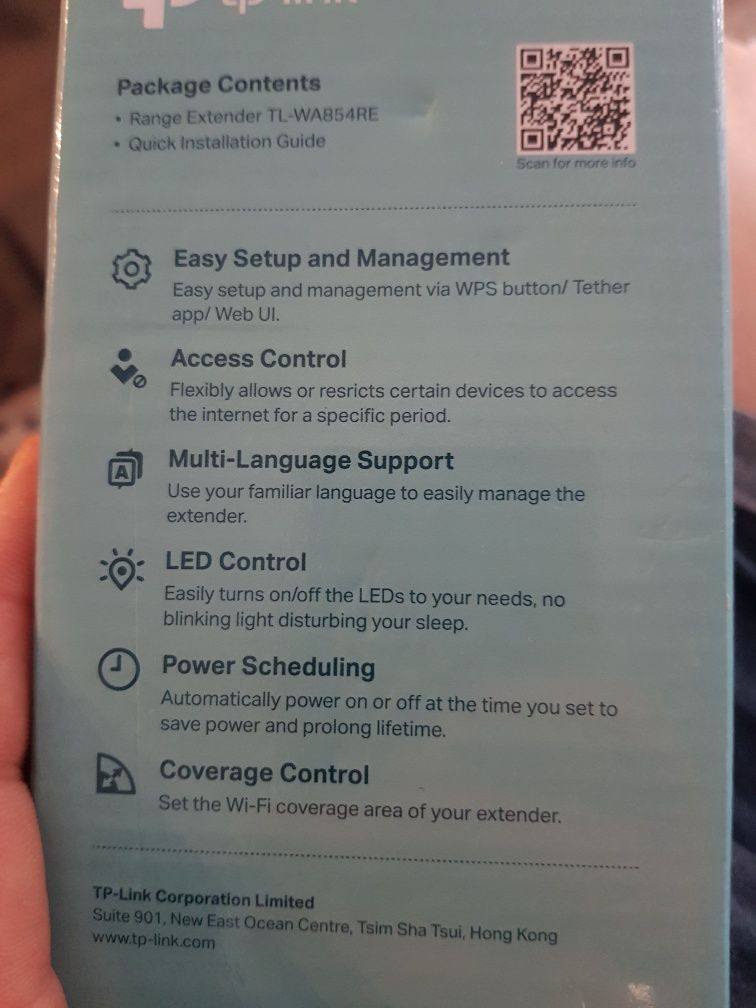 tp-link
Package Contents
• Range Extender TL-WA854RE
• Quick Installation Guide
Scan for more info
Easy Setup and Management
Easy setup and management via WPS button/ Tether
app/ Web UI.
Access Control
Flexibly allows or resricts certain devices to access
the internet for a specific period.
A
Multi-Language Support
Use your familiar language to easily manage the
extender.
LED Control
Easily turns on/off the LEDs to your needs, no
blinking light disturbing your sleep.
Power Scheduling
Automatically power on or off at the time you set to
save power and prolong lifetime.
Coverage Control
Set the Wi-Fi coverage area of your extender.
TP-Link Corporation Limited
Suite 901, New East Ocean Centre, Tsim Sha Tsui, Hong Kong
www.tp-link.com